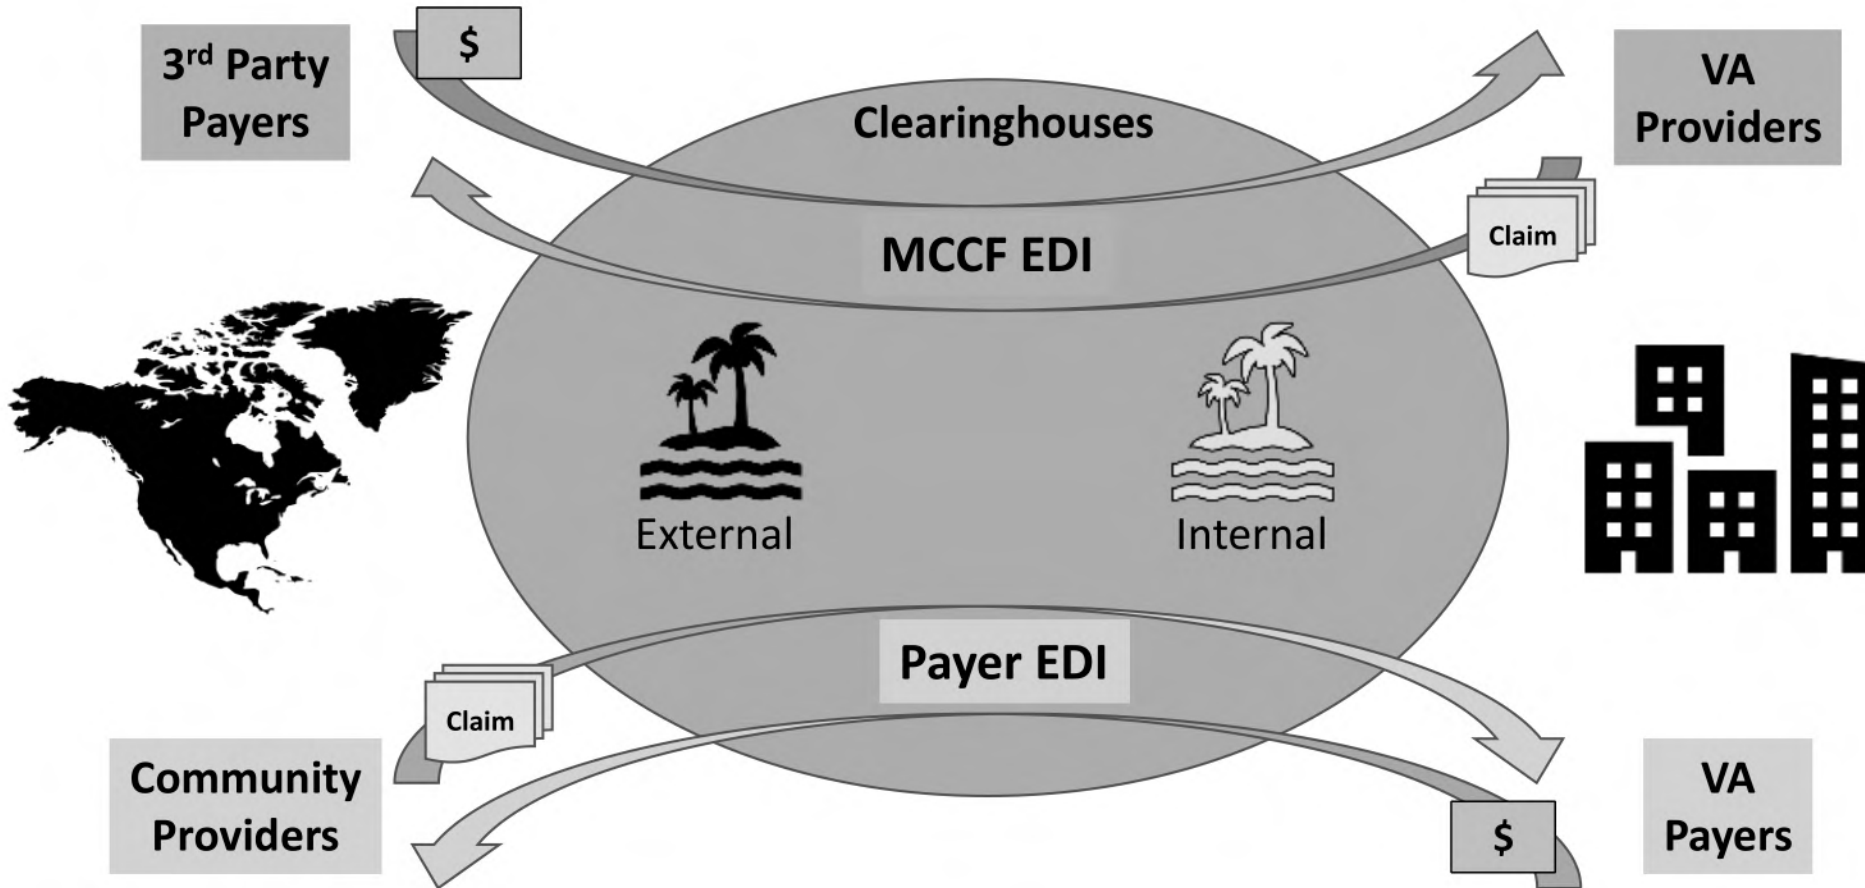 3rd Party
Payers
$
Clearinghouses
VA
Providers
MCCF EDI
Claim
External
Internal
Payer EDI
Claim
Community
Providers
$
VA
Payers